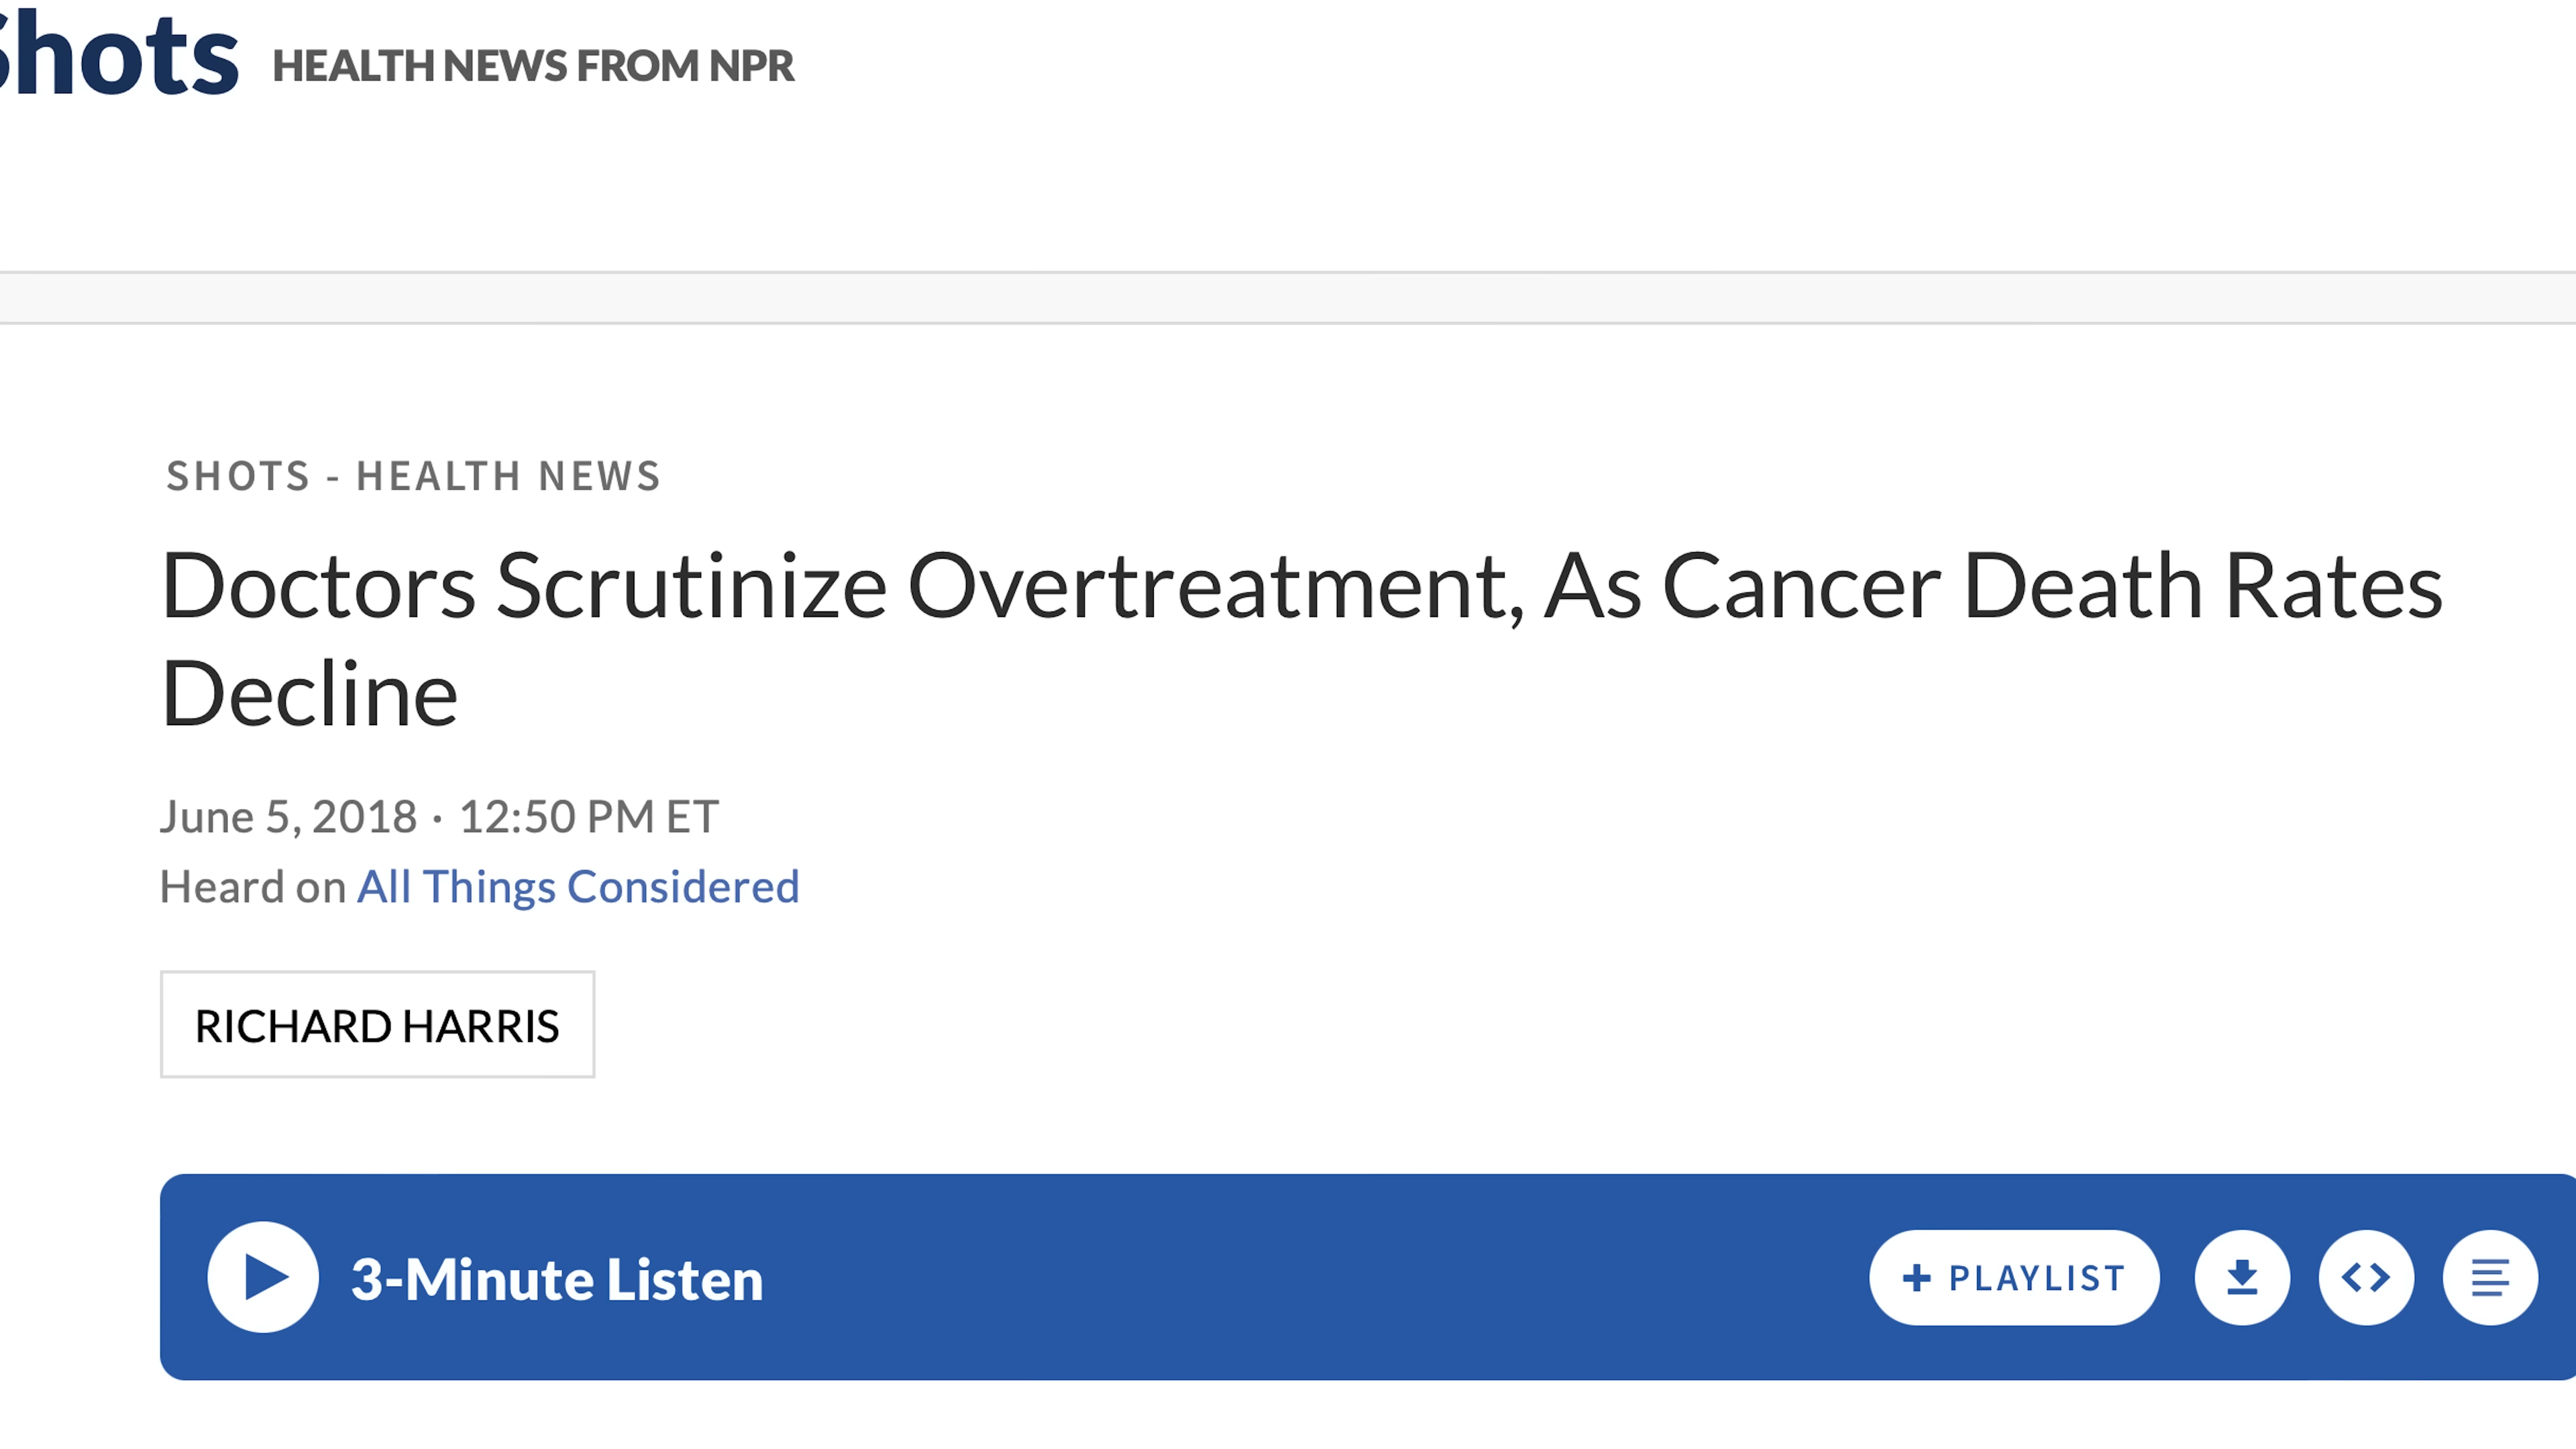 Shots HEALTH NEWS FROM NPR
SHOTS - HEALTH NEWS
Doctors Scrutinize Overtreatment, As Cancer Death Rates
Decline
June 5, 2018 · 12:50 PM ET
Heard on All Things Considered
RICHARD HARRIS
3-Minute Listen
+ PLAYLIST